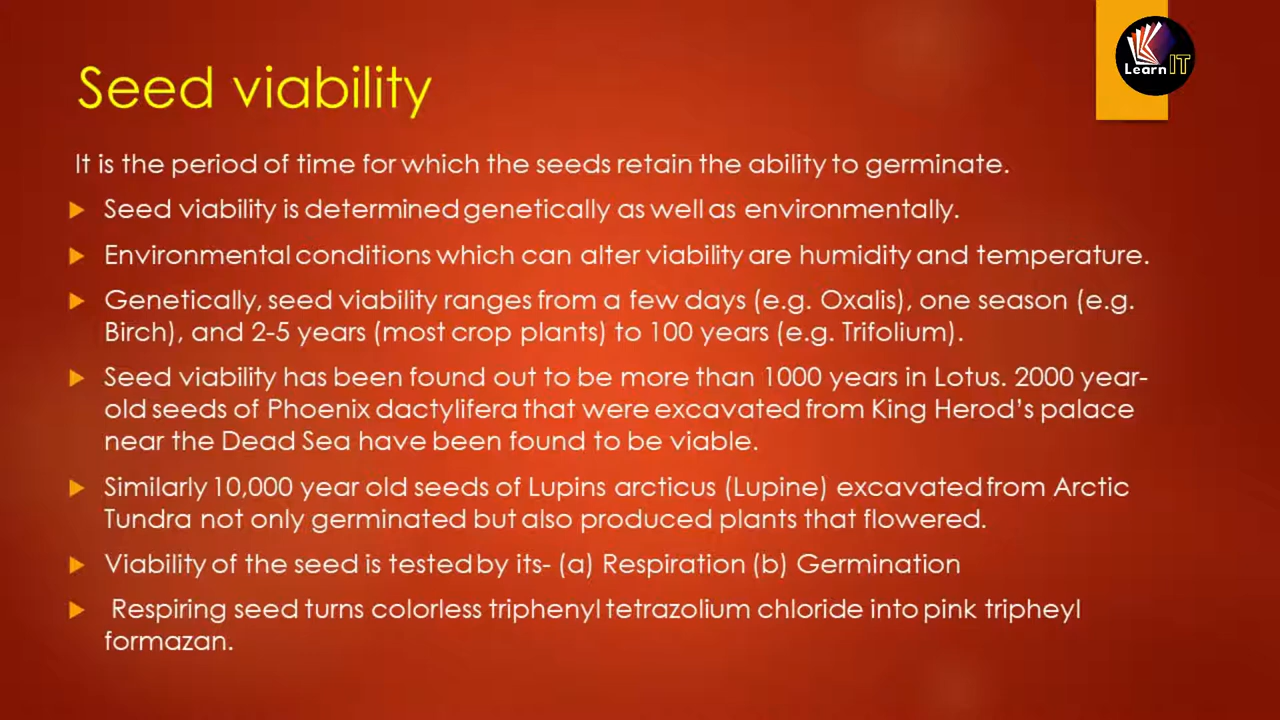 Learn IT
Seed viability
It is the period of time for which the seeds retain the ability to germinate.
Seed viability is determined genetically as well as environmentally.
Environmental conditions which can alter viability are humidity and temperature.
Genetically, seed viability ranges from a few days (e.g. Oxalis), one season (e.g.
Birch), and 2-5 years (most crop plants) to 100 years (e.g. Trifolium).
Seed viability has been found out to be more than 1000 years in Lotus. 2000 year-
old seeds of Phoenix dactylifera that were excavated from King Herod’s palace
near the Dead Sea have been found to be viable.
Similarly 10,000 year old seeds of Lupins arcticus (Lupine) excavated from Arctic
Tundra not only germinated but also produced plants that flowered.
Viability of the seed is tested by its- (a) Respiration (b) Germination
Respiring seed turns colorless triphenyl tetrazolium chloride into pink tripheyl
formazan.